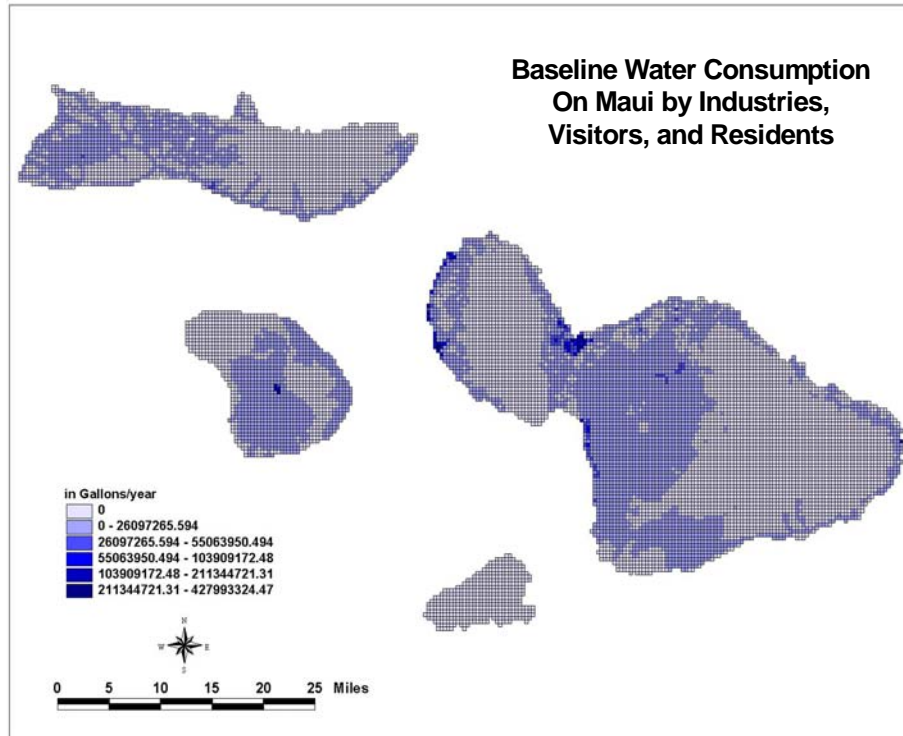 Baseline Water Consumption
On Maui by Industries,
Visitors, and Residents
in Gallons/year
0
0 - 26097265.594
26097265.594 - 55063950.494
55063950.494 - 103909172.48
103909172.48 - 211344721.31
211344721.31 - 427993324.47
N
W E
S
0 5 10 15 20 25 Miles